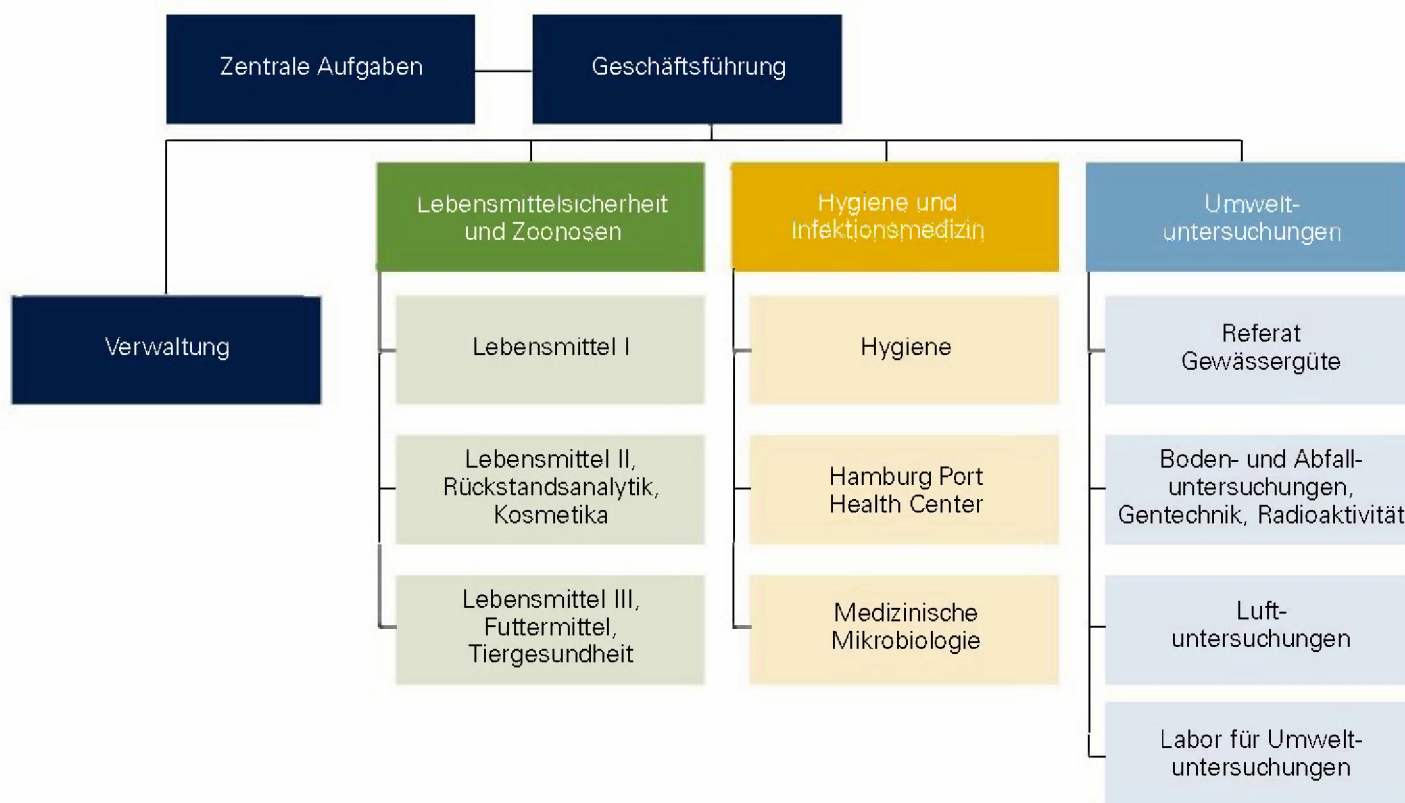 Zentrale Aufgaben
Geschäftsführung
Verwaltung
Lebensmittelsicherheit
und Zoonosen
Lebensmittel I
Lebensmittel II,
Rückstandsanalytik,
Kosmetika
Lebensmittel III,
Futtermittel,
Tiergesundheit
Hygiene und
Infektionsmedizin
Hygiene
Hamburg Port
Health Center
Medizinische
Mikrobiologie
Umwelt-
untersuchungen
Referat
Gewässergüte
Boden- und Abfall-
untersuchungen,
Gentechnik, Radioaktivität
Luft-
untersuchungen
Labor für Umwelt-
untersuchungen